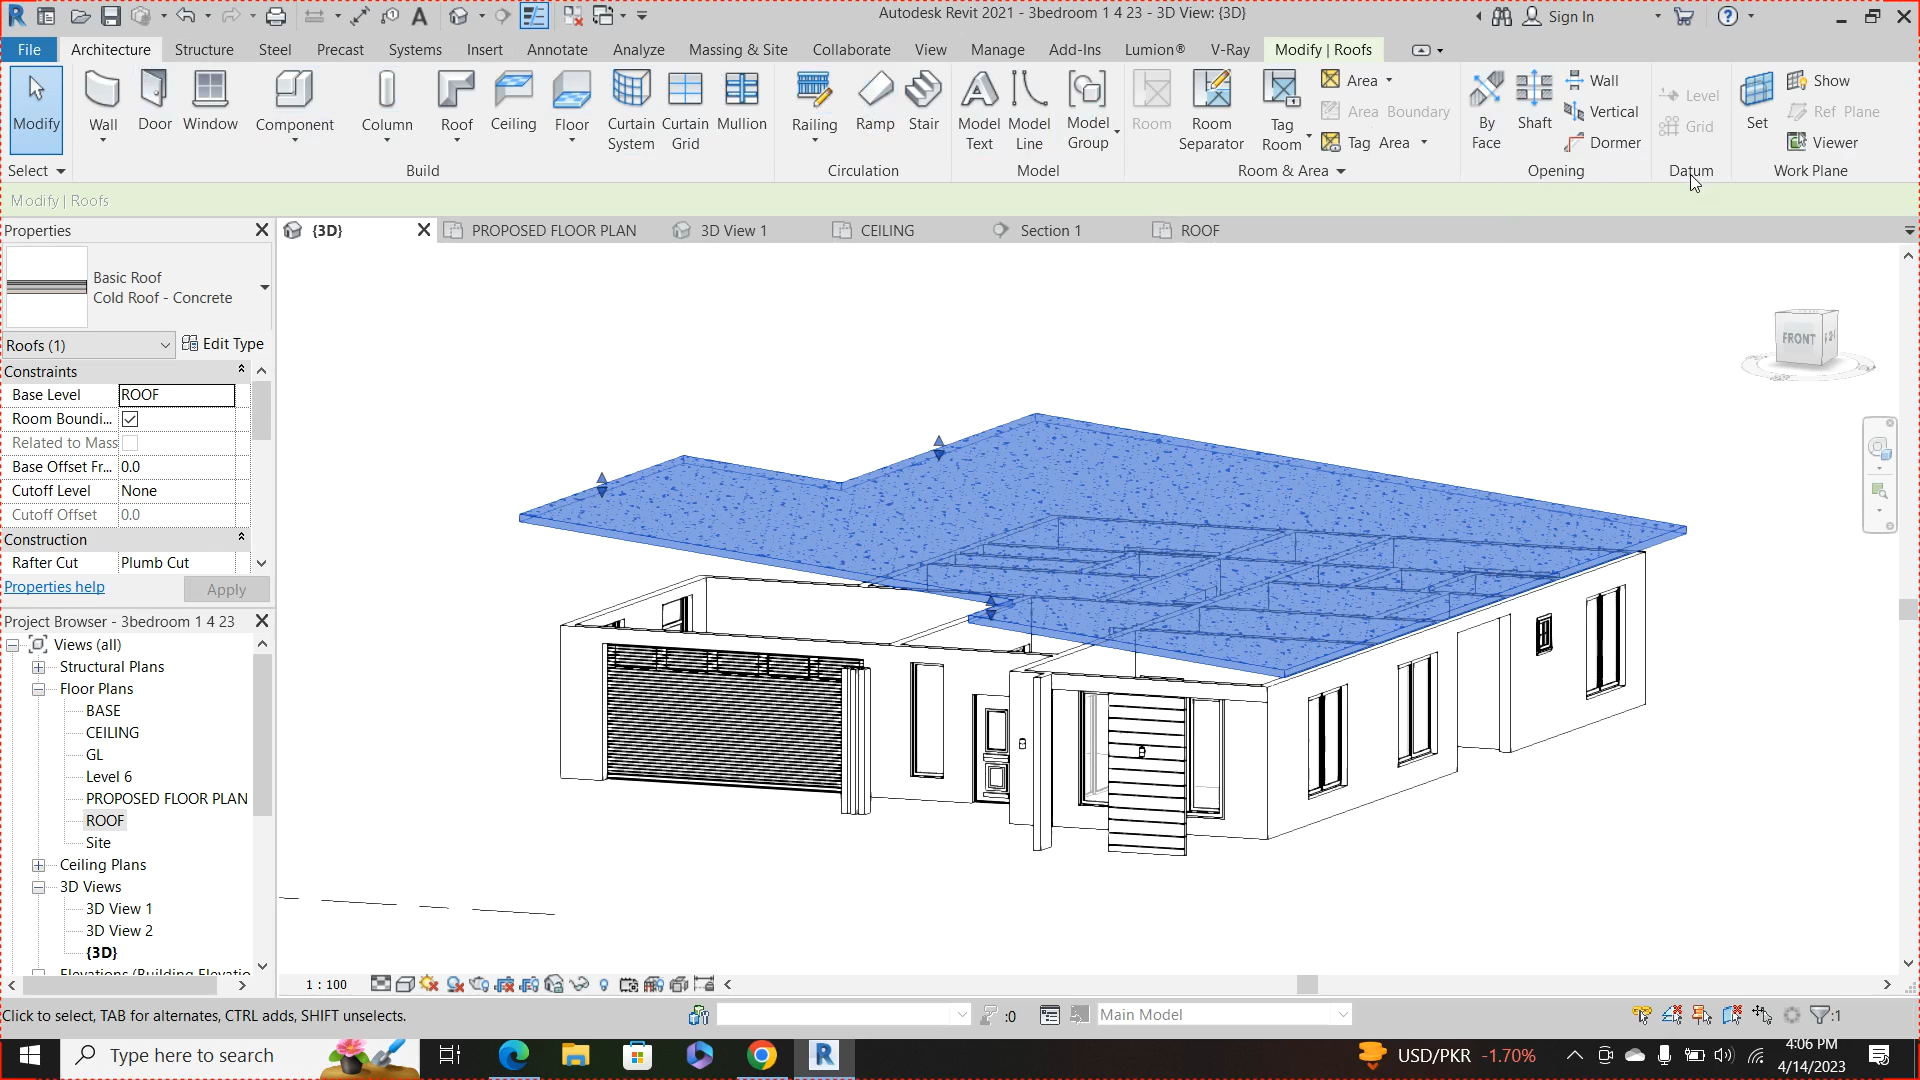 Autodesk Revit 2021 - 3bedroom 1 4 23 - 3D View: {3D}
Sign In
File
Architecture
Structure
Steel
Precast
Systems
Insert
Annotate
Analyze
Massing & Site
Collaborate
View
Manage
Add-Ins
Lumion®
V-Ray
Modify | Roofs
Modify
Wall
Door
Window
Component
Column
Roof
Ceiling
Floor
Curtain
System
Curtain
Grid
Mullion
Railing
Ramp
Stair
Model
Text
Model
Line
Model
Group
Room
Room
Separator
Tag
Room
Area
Area Boundary
Tag Area
By
Face
Shaft
Wall
Vertical
Dormer
Level
Grid
Set
Show
Ref Plane
Viewer
Select
Build
Circulation
Model
Room & Area
Opening
Datum
Work Plane
Modify | Roofs
Properties
{3D}
PROPOSED FLOOR PLAN
3D View 1
CEILING
Section 1
ROOF
Basic Roof
Cold Roof - Concrete
Roofs (1)
Edit Type
Constraints
Base Level ROOF
Room Boundi...
Related to Mass
Base Offset Fr... 0.0
Cutoff Level None
Cutoff Offset 0.0
Construction
Rafter Cut Plumb Cut
Properties help
Apply
FRONT
Project Browser - 3bedroom 1 4 23
Views (all)
Structural Plans
Floor Plans
BASE
CEILING
GL
Level 6
PROPOSED FLOOR PLAN
ROOF
Site
Ceiling Plans
3D Views
3D View 1
3D View 2
{3D}
Elevations (Building Elevatio
1 : 100
Click to select, TAB for alternates, CTRL adds, SHIFT unselects.
:0
Main Model
:1
Type here to search
USD/PKR -1.70%
4:06 PM
4/14/2023